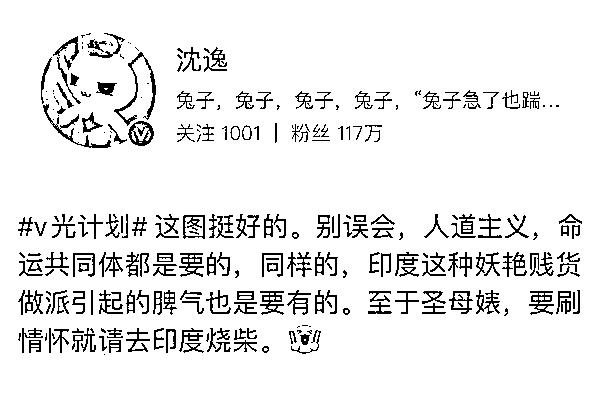 沈逸
兔子，兔子，兔子，兔子，“兔子急了也踹...
关注 1001 | 粉丝 117万
#v光计划# 这图挺好的。别误会，人道主义，命
运共同体都是要的，同样的，印度这种妖艳贱货
做派引起的脾气也是要有的。至于圣母婊，要刷
情怀就请去印度烧柴。